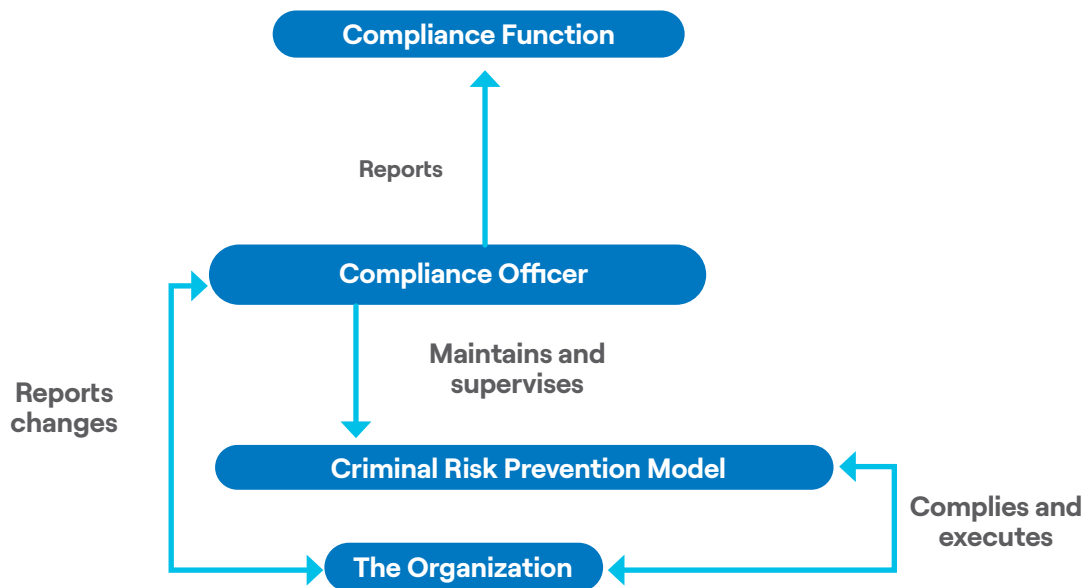 Compliance Function
Reports
Compliance Officer
Maintains and
supervises
Reports
changes
Criminal Risk Prevention Model
Complies and
executes
The Organization